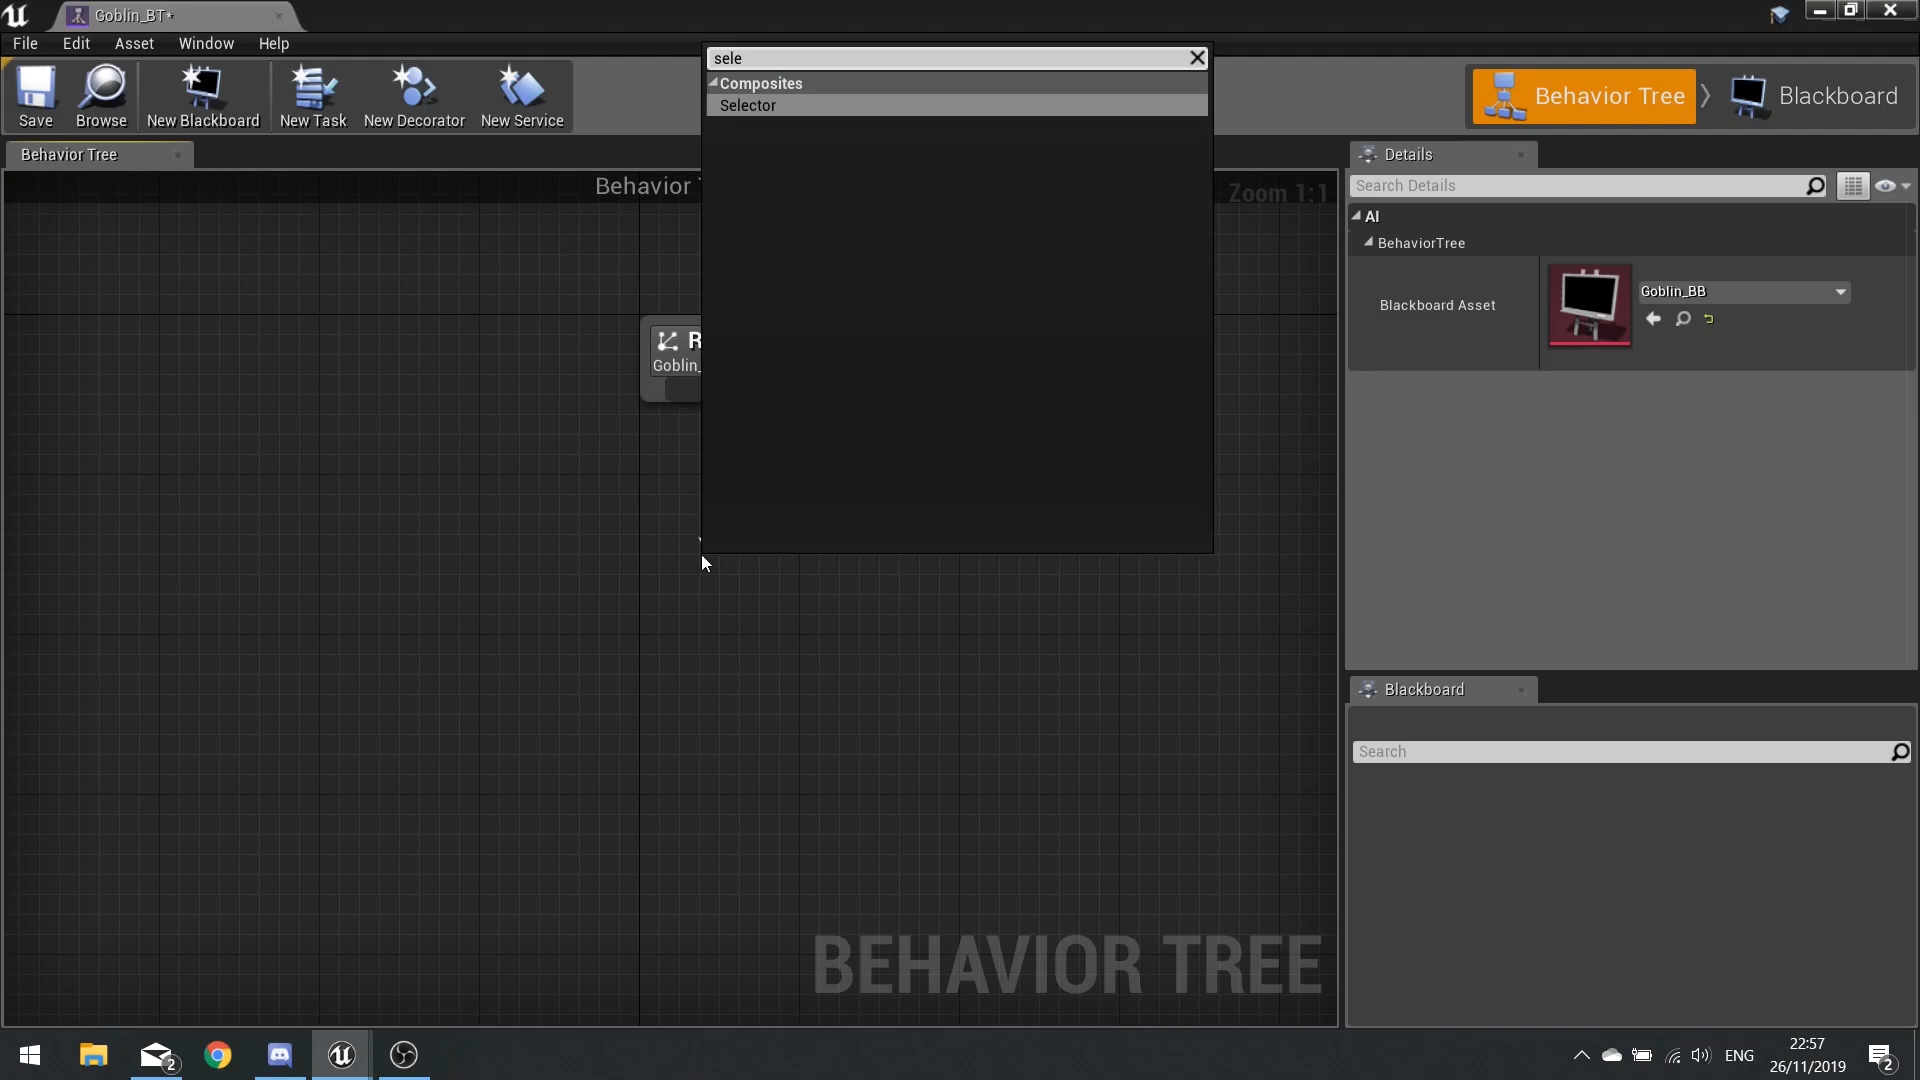 Goblin_BT*
File Edit Asset Window Help
sele
Composites
Selector
Save Browse New Blackboard New Task New Decorator New Service
Behavior Tree Blackboard
Behavior Tree
Details
Behavior
Zoom 1:1
Search Details
AI
BehaviorTree
Blackboard Asset
Goblin_BB
R
Goblin_
Blackboard
Search
BEHAVIOR TREE
2
ENG
22:57
26/11/2019
2